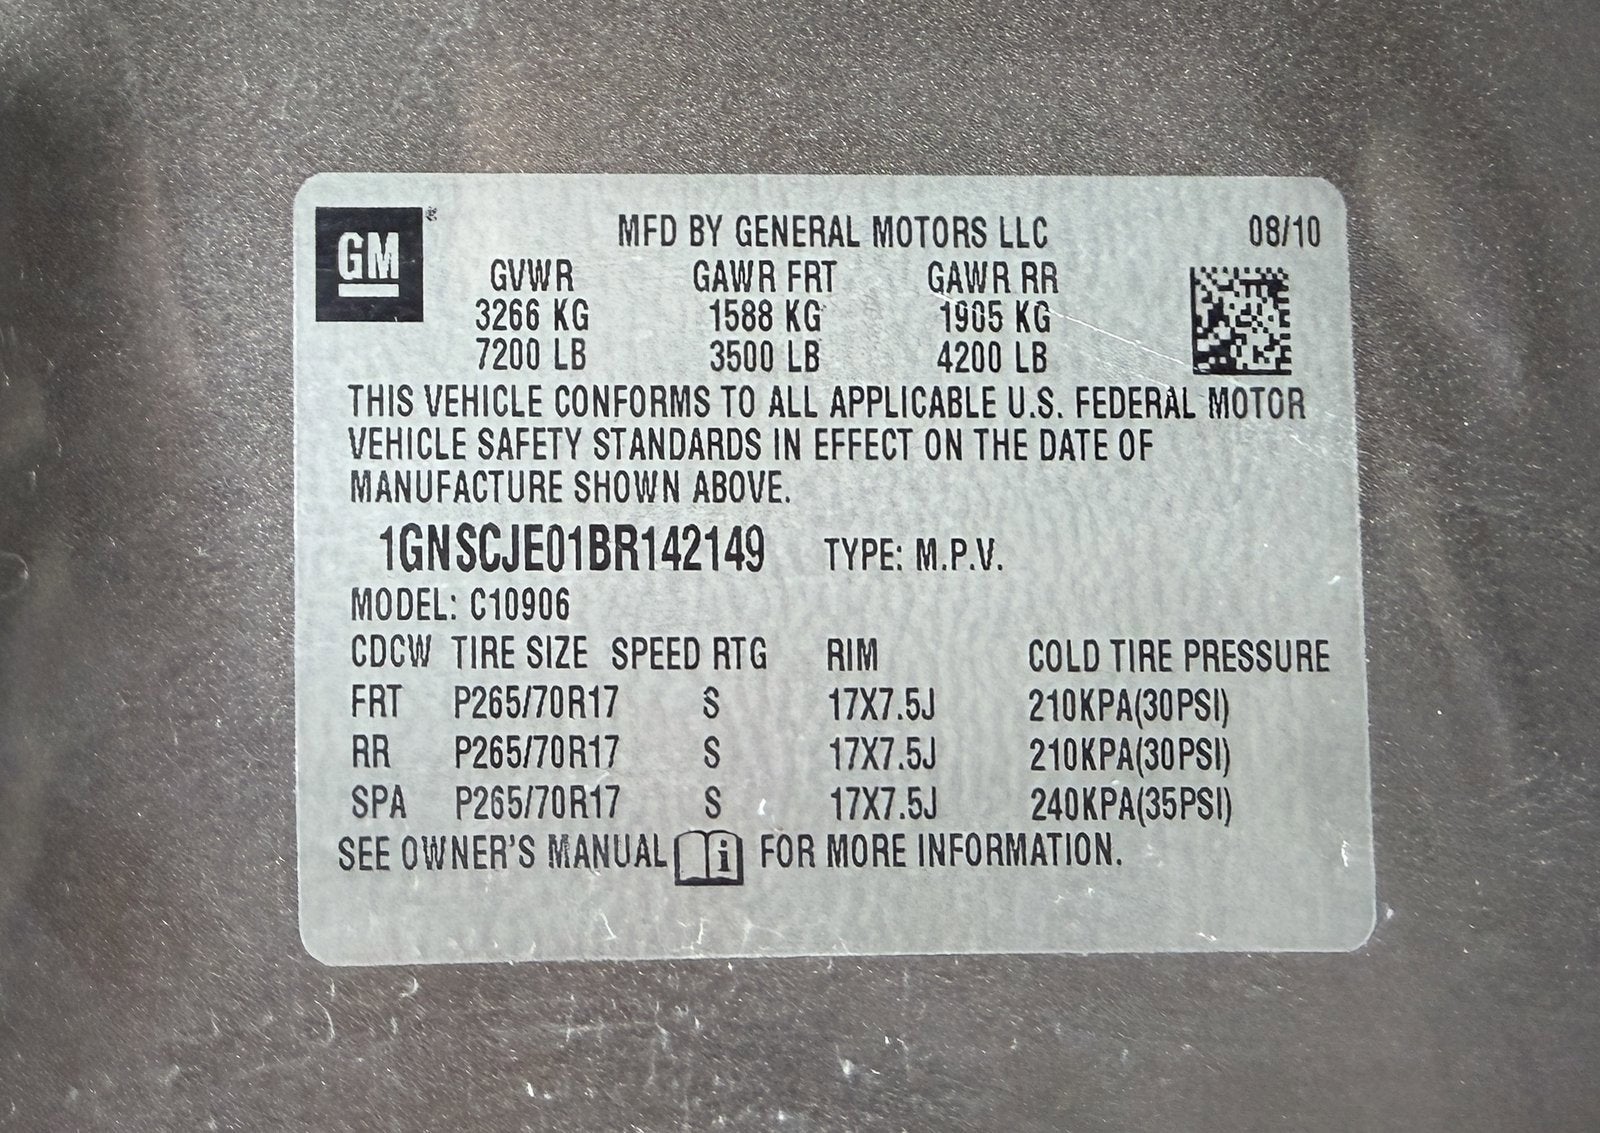 GM® MFD BY GENERAL MOTORS LLC 08/10
GVWR GAWR FRT GAWR RR
3266 KG 1588 KG 1905 KG
7200 LB 3500 LB 4200 LB
THIS VEHICLE CONFORMS TO ALL APPLICABLE U.S. FEDERAL MOTOR
VEHICLE SAFETY STANDARDS IN EFFECT ON THE DATE OF
MANUFACTURE SHOWN ABOVE.
1GNSCJE01BR142149 TYPE: M.P.V.
MODEL: C10906
CDCW TIRE SIZE SPEED RTG RIM COLD TIRE PRESSURE
FRT P265/70R17 S 17X7.5J 210KPA(30PSI)
RR P265/70R17 S 17X7.5J 210KPA(30PSI)
SPA P265/70R17 S 17X7.5J 240KPA(35PSI)
SEE OWNER'S MANUAL i FOR MORE INFORMATION.